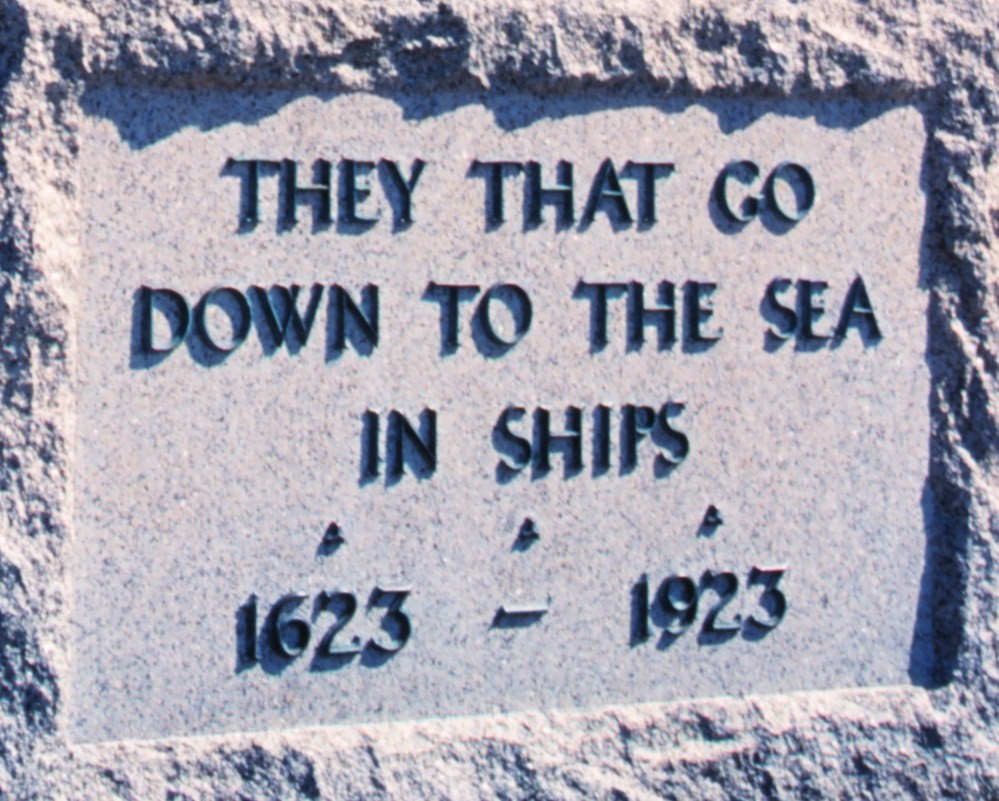 THEY THAT GO
DOWN TO THE SEA
IN SHIPS
1623 – 1923